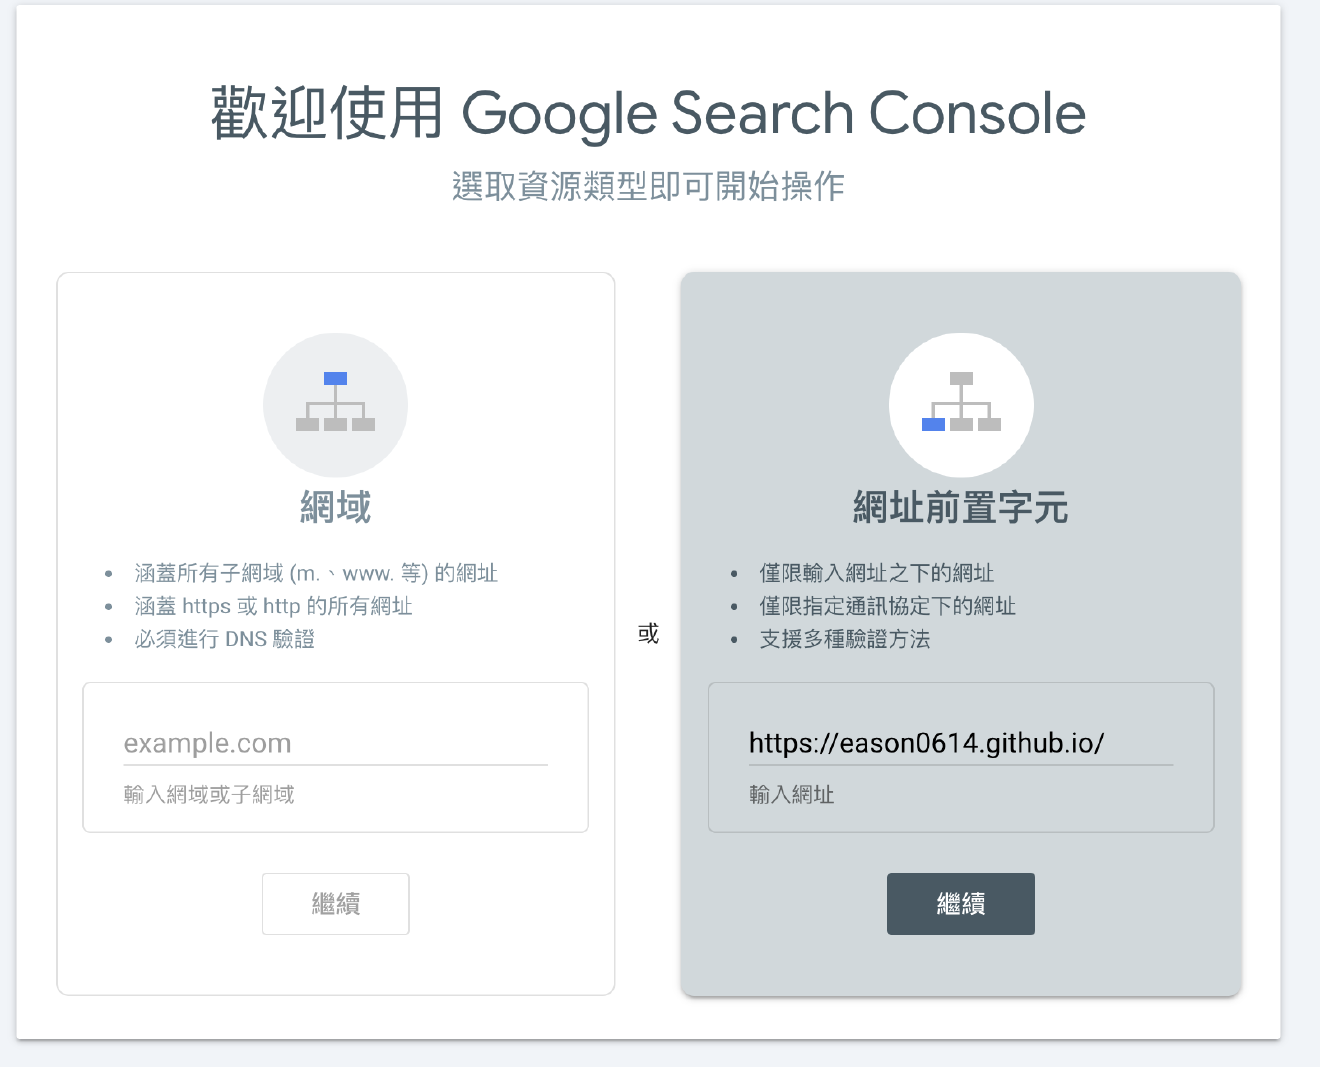 歡迎使用 Google Search Console
選取資源類型即可開始操作
網域
• 涵蓋所有子網域 (m.、www. 等) 的網址
• 涵蓋 https 或 http 的所有網址
• 必須進行 DNS 驗證
example.com
輸入網域或子網域
繼續
或
網址前置字元
• 僅限輸入網址之下的網址
• 僅限指定通訊協定下的網址
• 支援多種驗證方法
https://eason0614.github.io/
輸入網址
繼續